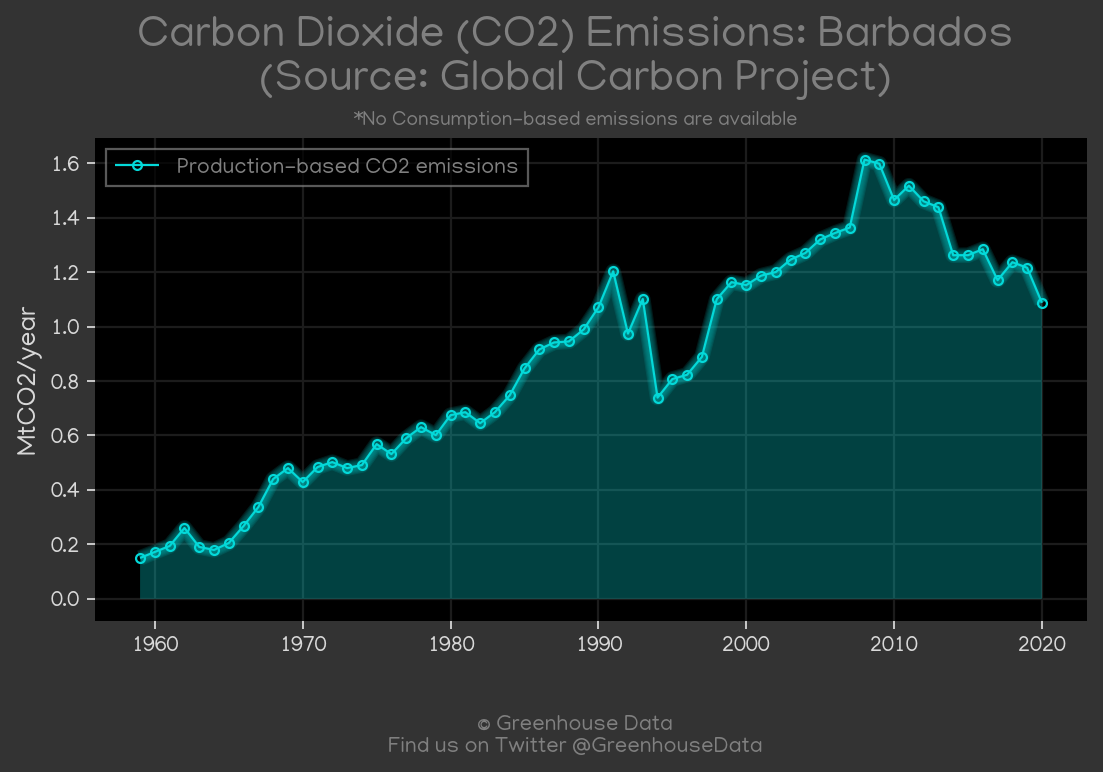 Carbon Dioxide (CO2) Emissions: Barbados
(Source: Global Carbon Project)
*No Consumption-based emissions are available
Production-based CO2 emissions
MtCO2/year
1.6
1.4
1.2
1.0
0.8
0.6
0.4
0.2
0.0
1960 1970 1980 1990 2000 2010 2020
© Greenhouse Data
Find us on Twitter @GreenhouseData